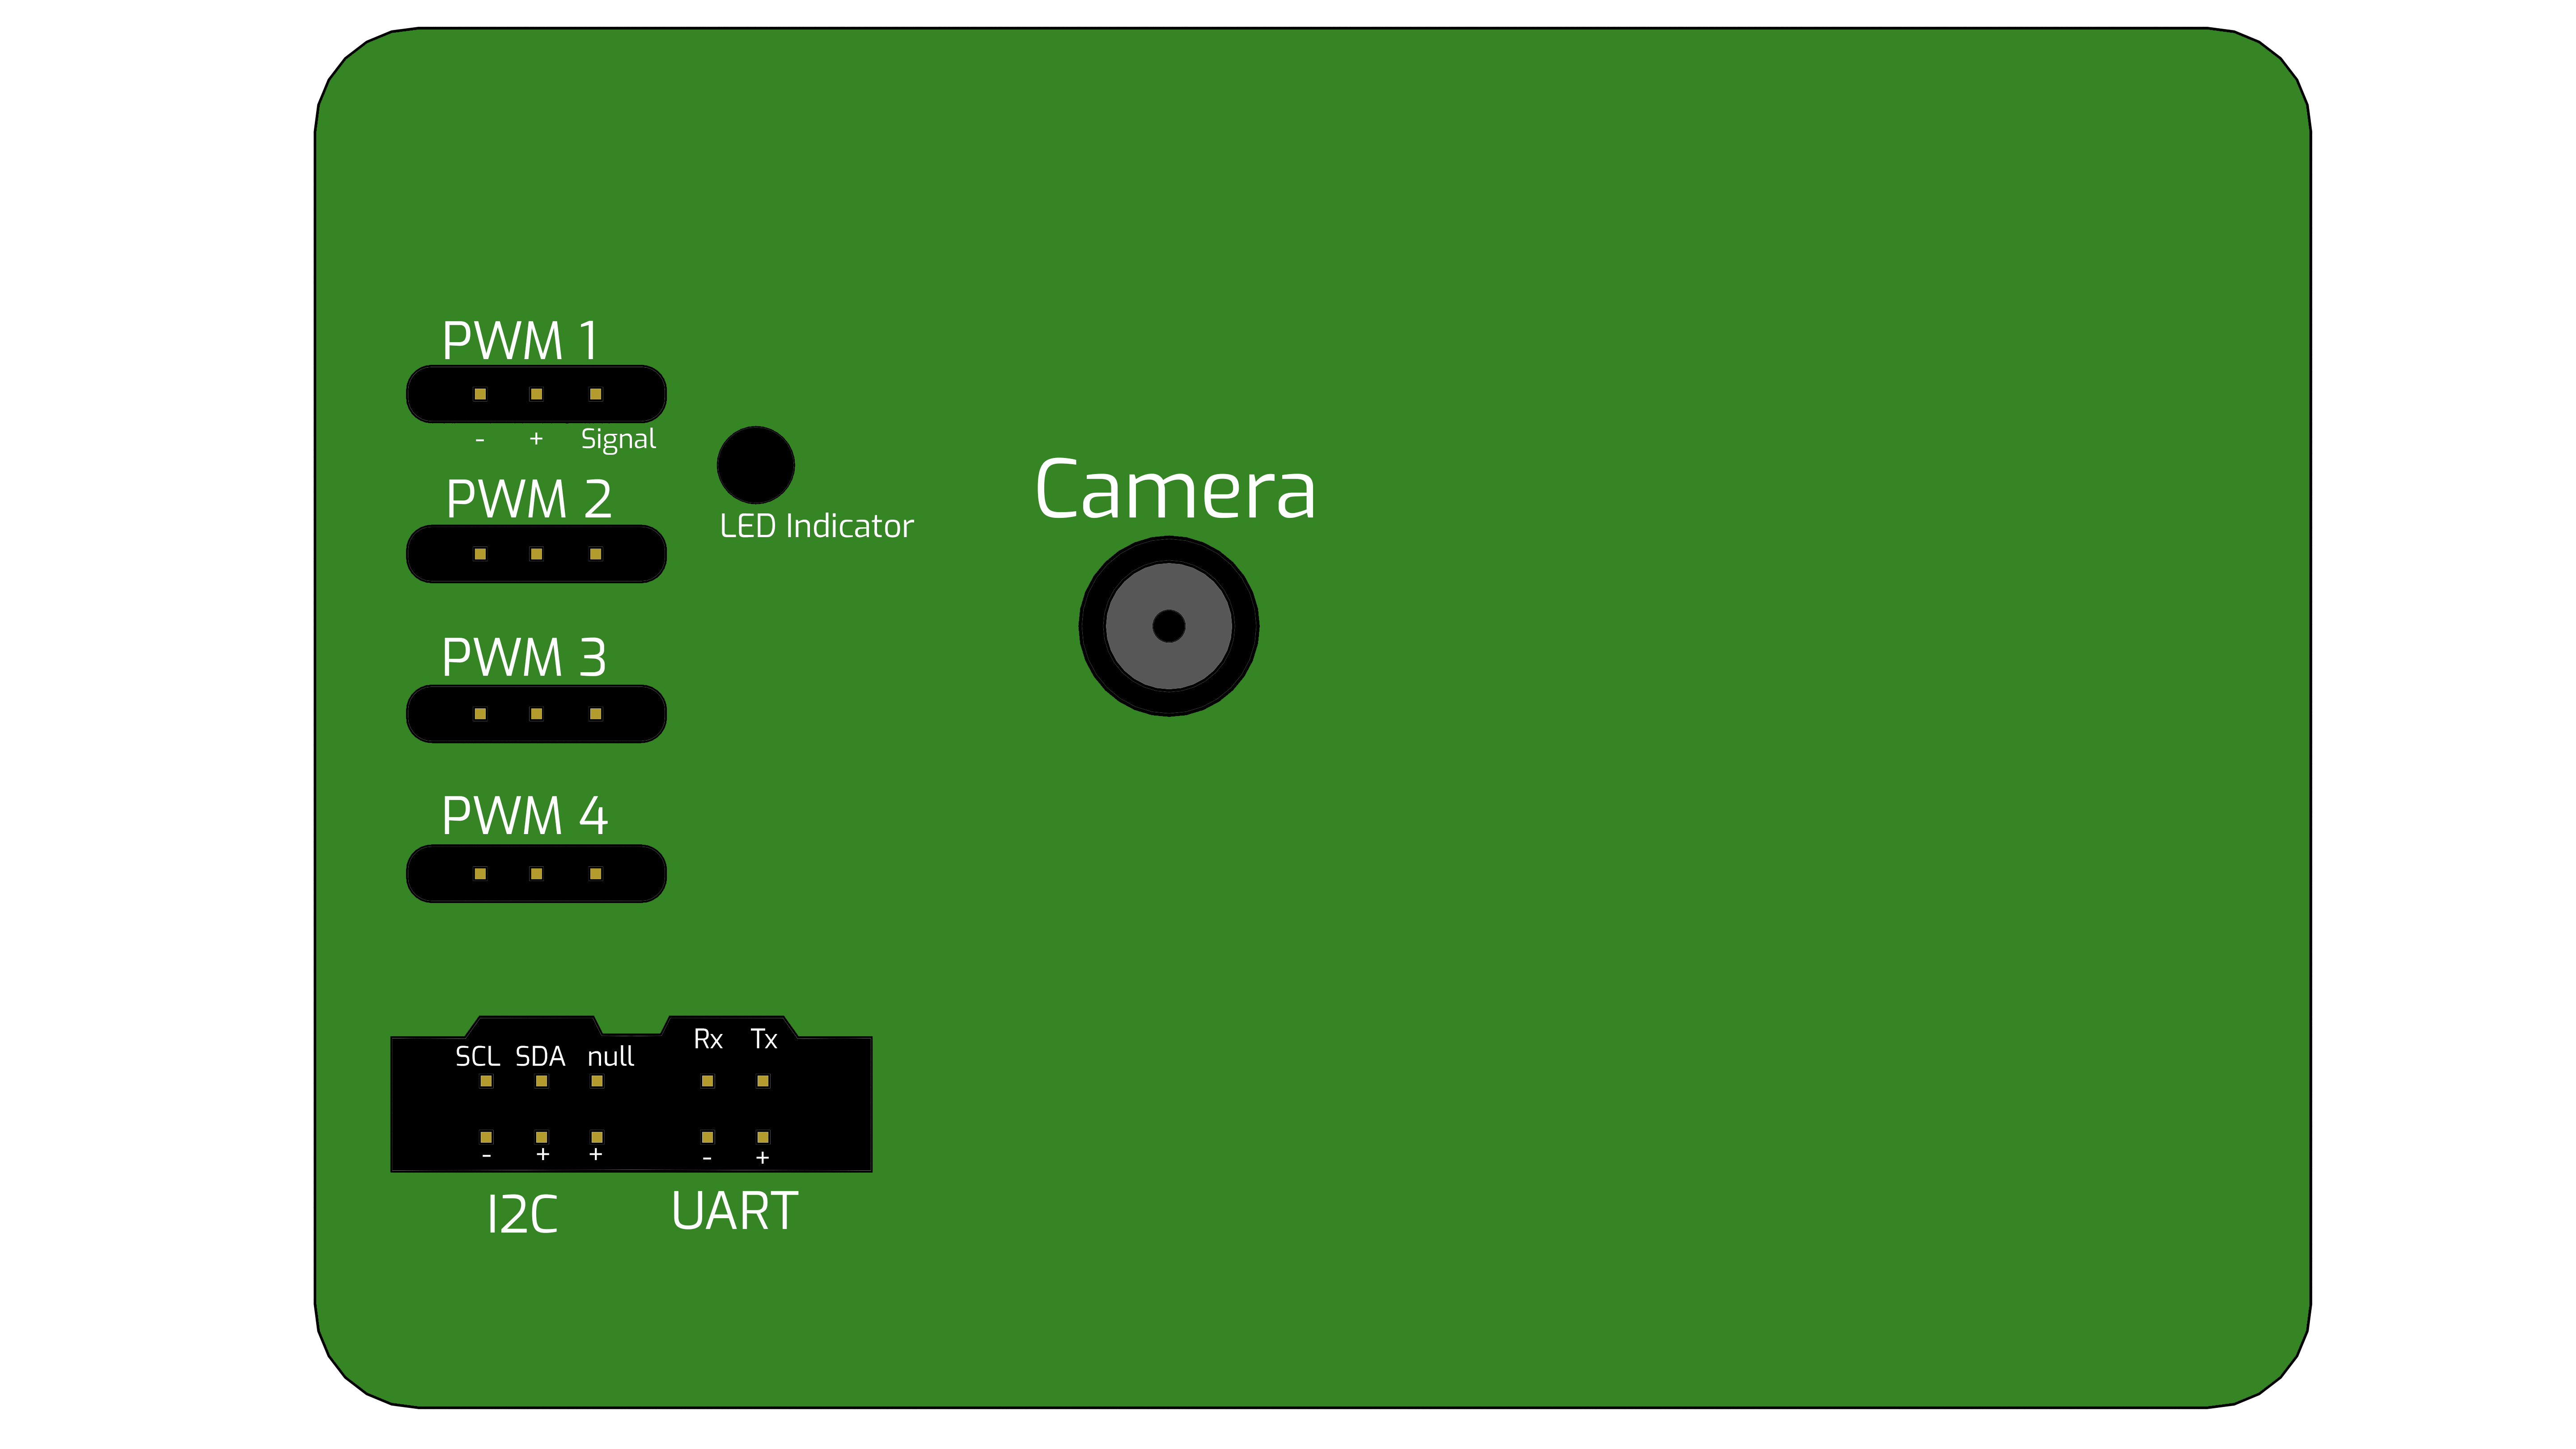 PWM 1
- + Signal
PWM 2
LED Indicator
Camera
PWM 3
PWM 4
Rx Tx
SCL SDA null
- + +
- +
I2C UART